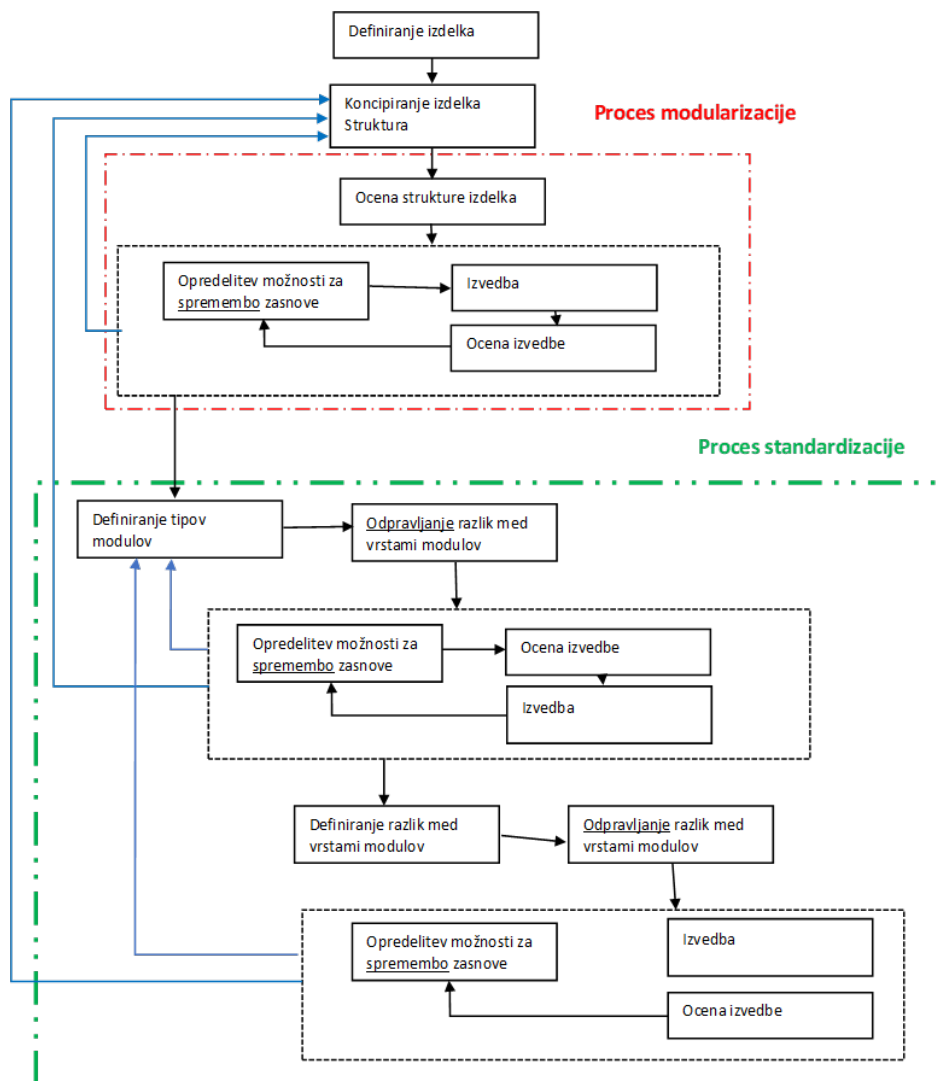 Definiranje izdelka
Koncipiranje izdelka
Struktura
Proces modularizacije
Ocena strukture izdelka
Opredelitev možnosti za
spremembo zasnove
Izvedba
Ocena izvedbe
Proces standardizacije
Definiranje tipov
modulov
Odpravljanje razlik med
vrstami modulov
Opredelitev možnosti za
spremembo zasnove
Ocena izvedbe
Izvedba
Definiranje razlik med
vrstami modulov
Odpravljanje razlik med
vrstami modulov
Opredelitev možnosti za
spremembo zasnove
Izvedba
Ocena izvedbe